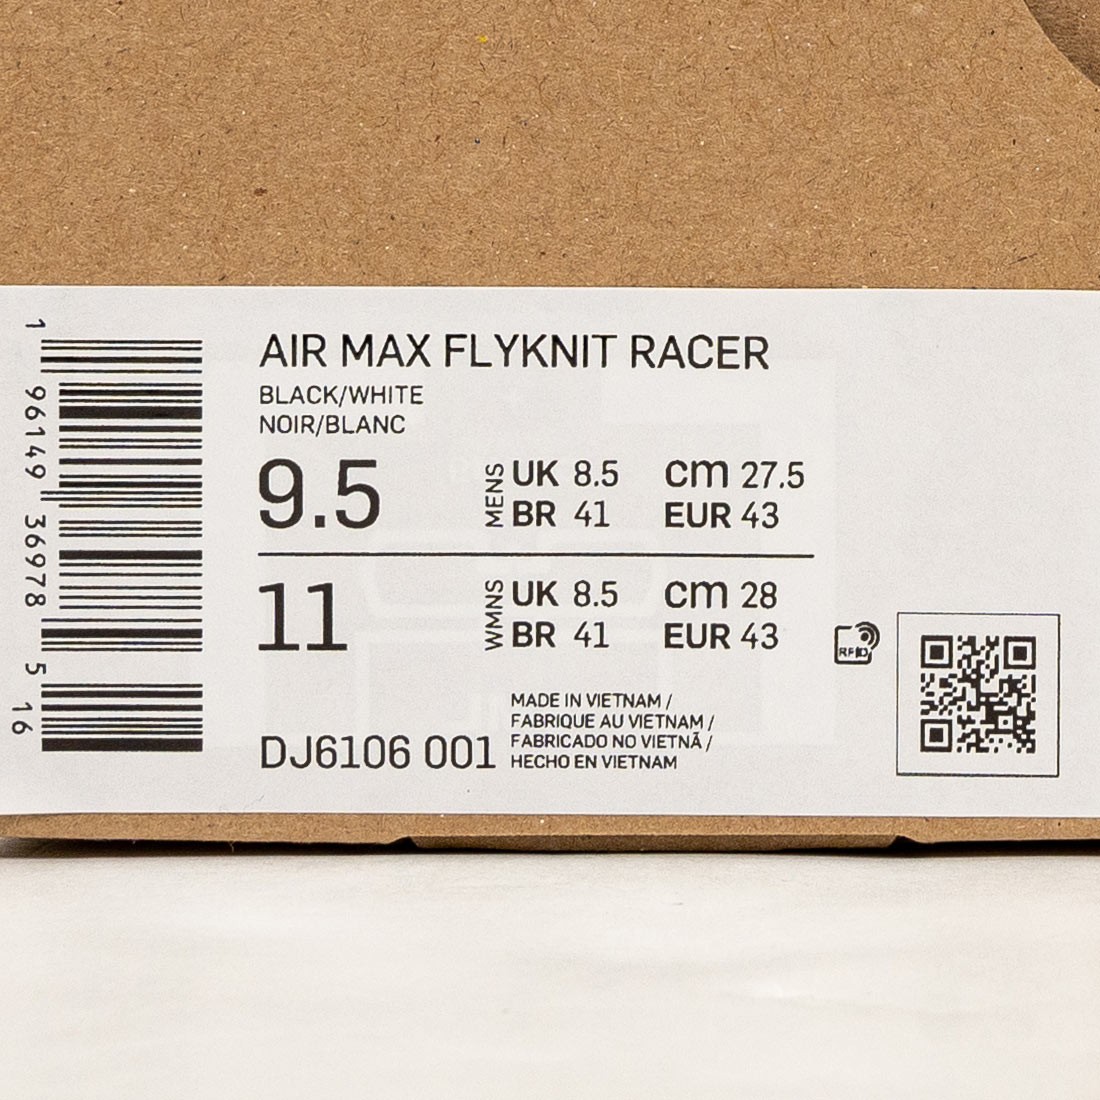 1 96149 36978 5 16
AIR MAX FLYKNIT RACER
BLACK/WHITE
NOIR/BLANC
9.5 MENS UK 8.5 CM 27.5
BR 41 EUR 43
11 WMNS UK 8.5 CM 28
BR 41 EUR 43
RFID
DJ6106 001
MADE IN VIETNAM /
FABRIQUE AU VIETNAM /
FABRICADO NO VIETNÃ /
HECHO EN VIETNAM